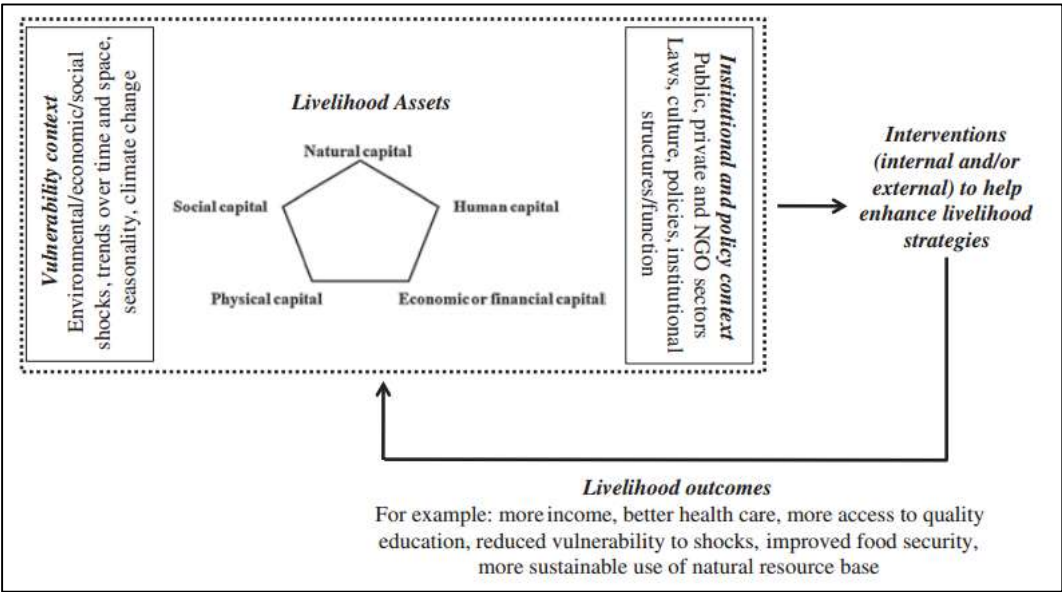 Vulnerability context
Environmental/economic/social
shocks, trends over time and space,
seasonality, climate change
Livelihood Assets
Natural capital
Social capital
Human capital
Physical capital
Economic or financial capital
Institutional and policy context
Public, private and NGO sectors
Laws, culture, policies, institutional
structures/function
Interventions
(internal and/or
external) to help
enhance livelihood
strategies
Livelihood outcomes
For example: more income, better health care, more access to quality
education, reduced vulnerability to shocks, improved food security,
more sustainable use of natural resource base